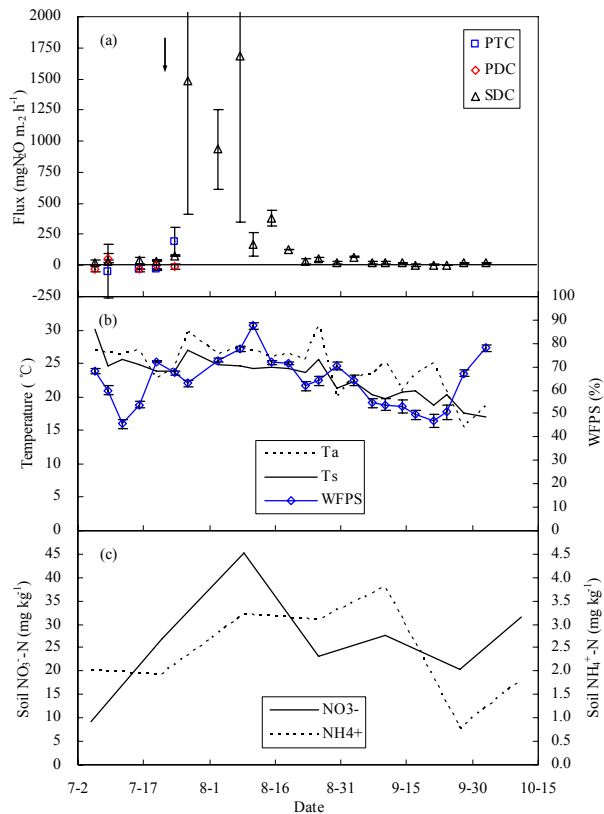 (a)
2000
1750
1500
1250
1000
750
500
250
0
-250
Flux (mgN₂O m⁻² h⁻¹)
PTC
PDC
SDC
(b)
30
25
20
15
10
5
0
Temperature (℃)
100
90
80
70
60
50
40
30
20
10
0
WFPS (%)
Ta
Ts
WFPS
(c)
45
40
35
30
25
20
15
10
5
0
Soil NO₃⁻-N (mg kg⁻¹)
4.5
4.0
3.5
3.0
2.5
2.0
1.5
1.0
0.5
0.0
Soil NH₄⁺-N (mg kg⁻¹)
NO3-
NH4+
7-2 7-17 8-1 8-16 8-31 9-15 9-30 10-15
Date